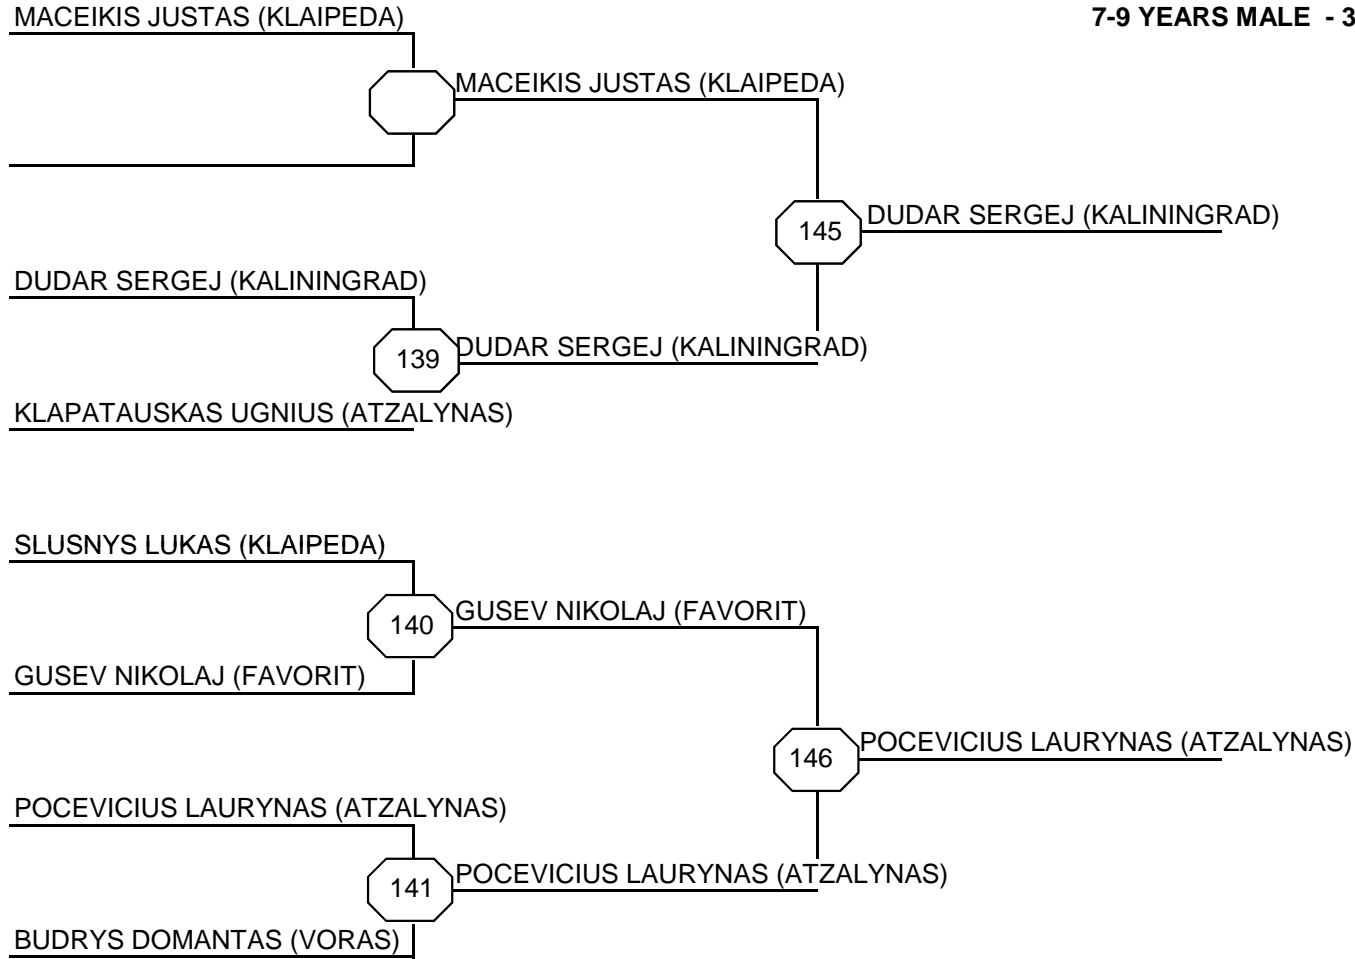 MACEIKIS JUSTAS (KLAIPEDA)
7-9 YEARS MALE - 3
MACEIKIS JUSTAS (KLAIPEDA)
145
DUDAR SERGEJ (KALININGRAD)
DUDAR SERGEJ (KALININGRAD)
139
DUDAR SERGEJ (KALININGRAD)
KLAPATAUSKAS UGNIUS (ATZALYNAS)
SLUSNYS LUKAS (KLAIPEDA)
140
GUSEV NIKOLAJ (FAVORIT)
GUSEV NIKOLAJ (FAVORIT)
146
POCEVICIUS LAURYNAS (ATZALYNAS)
POCEVICIUS LAURYNAS (ATZALYNAS)
141
POCEVICIUS LAURYNAS (ATZALYNAS)
BUDRYS DOMANTAS (VORAS)